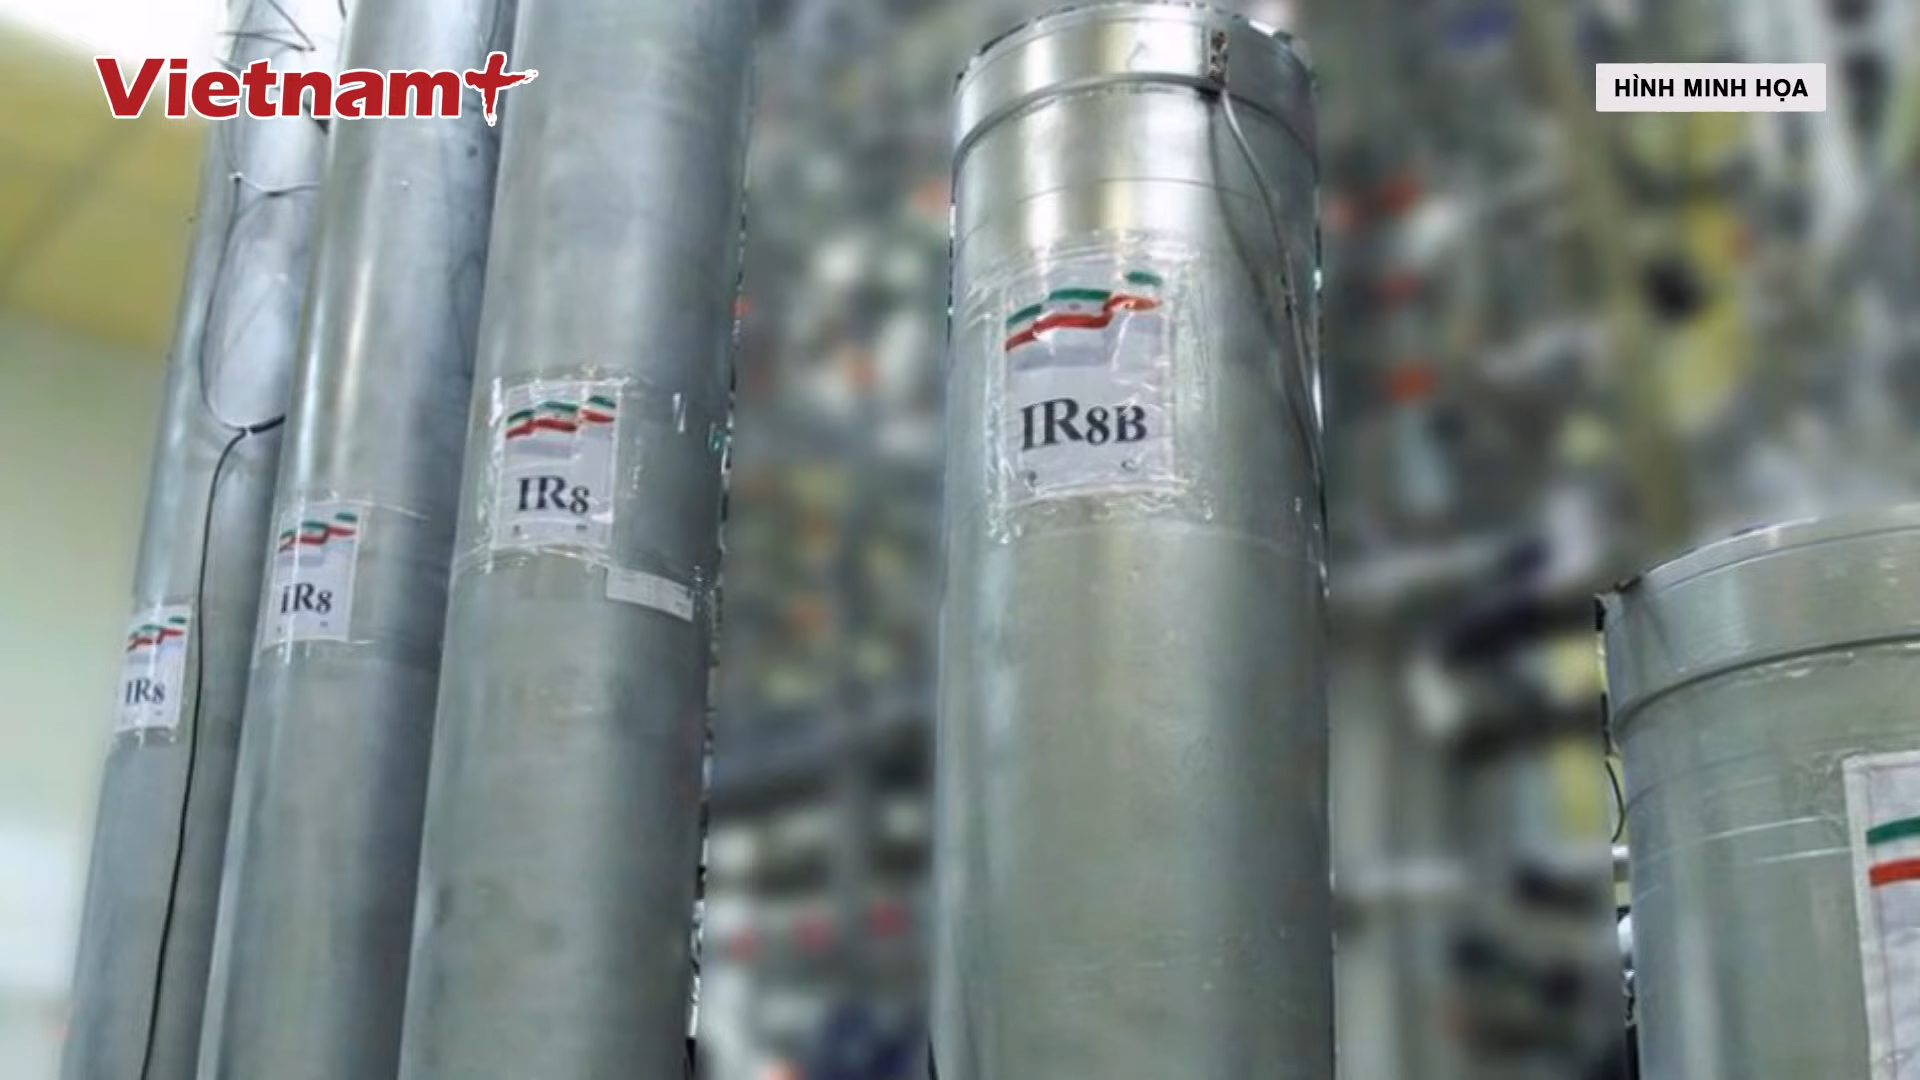 Vietnam+
HÌNH MINH HỌA
IR8B
IR8
IR8
IR8